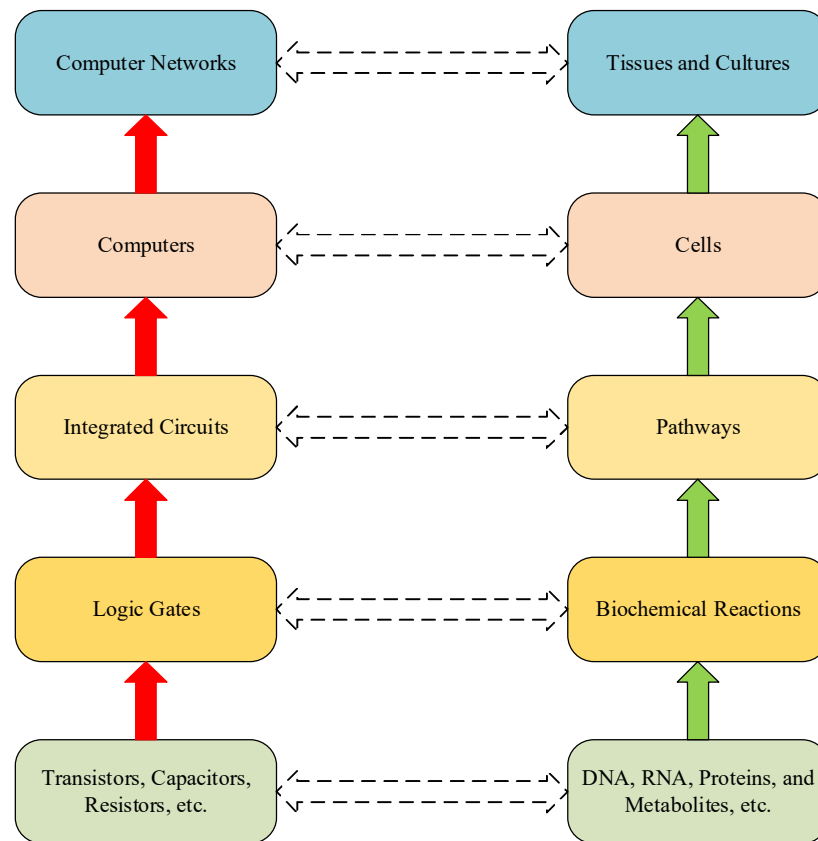 Computer Networks
Tissues and Cultures
Computers
Cells
Integrated Circuits
Pathways
Logic Gates
Biochemical Reactions
Transistors, Capacitors,
Resistors, etc.
DNA, RNA, Proteins, and
Metabolites, etc.